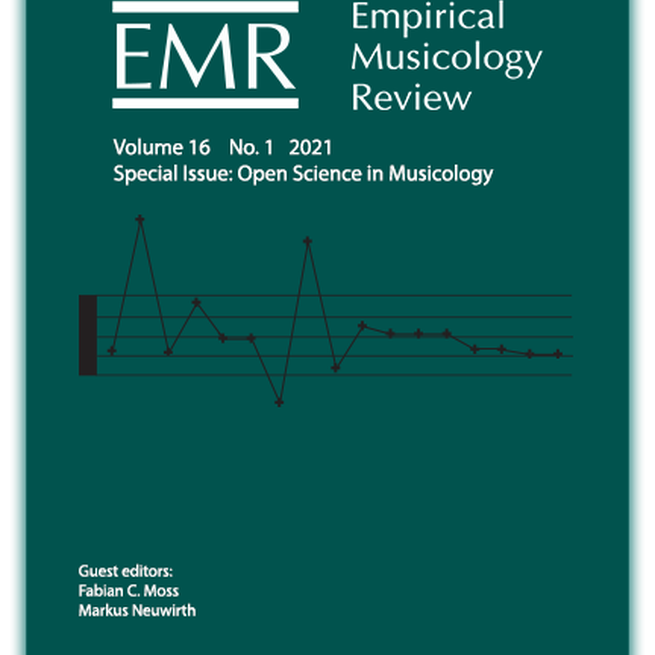 EMR
Empirical
Musicology
Review
Volume 16 No. 1 2021
Special Issue: Open Science in Musicology
Guest editors:
Fabian C. Moss
Markus Neuwirth